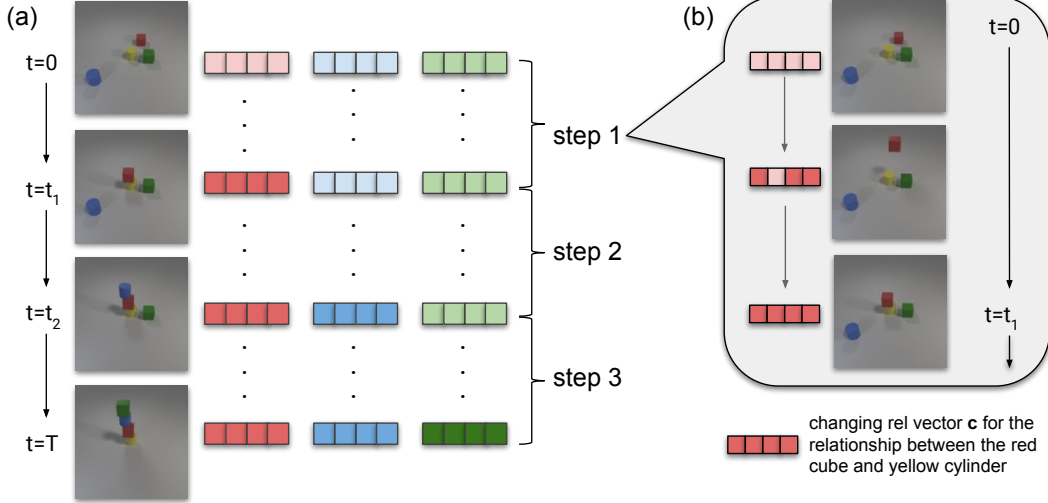 (a)
t=0
t=t1
t=t2
t=T
step 1
step 2
step 3
(b)
t=0
t=t1
changing rel vector c for the
relationship between the red
cube and yellow cylinder